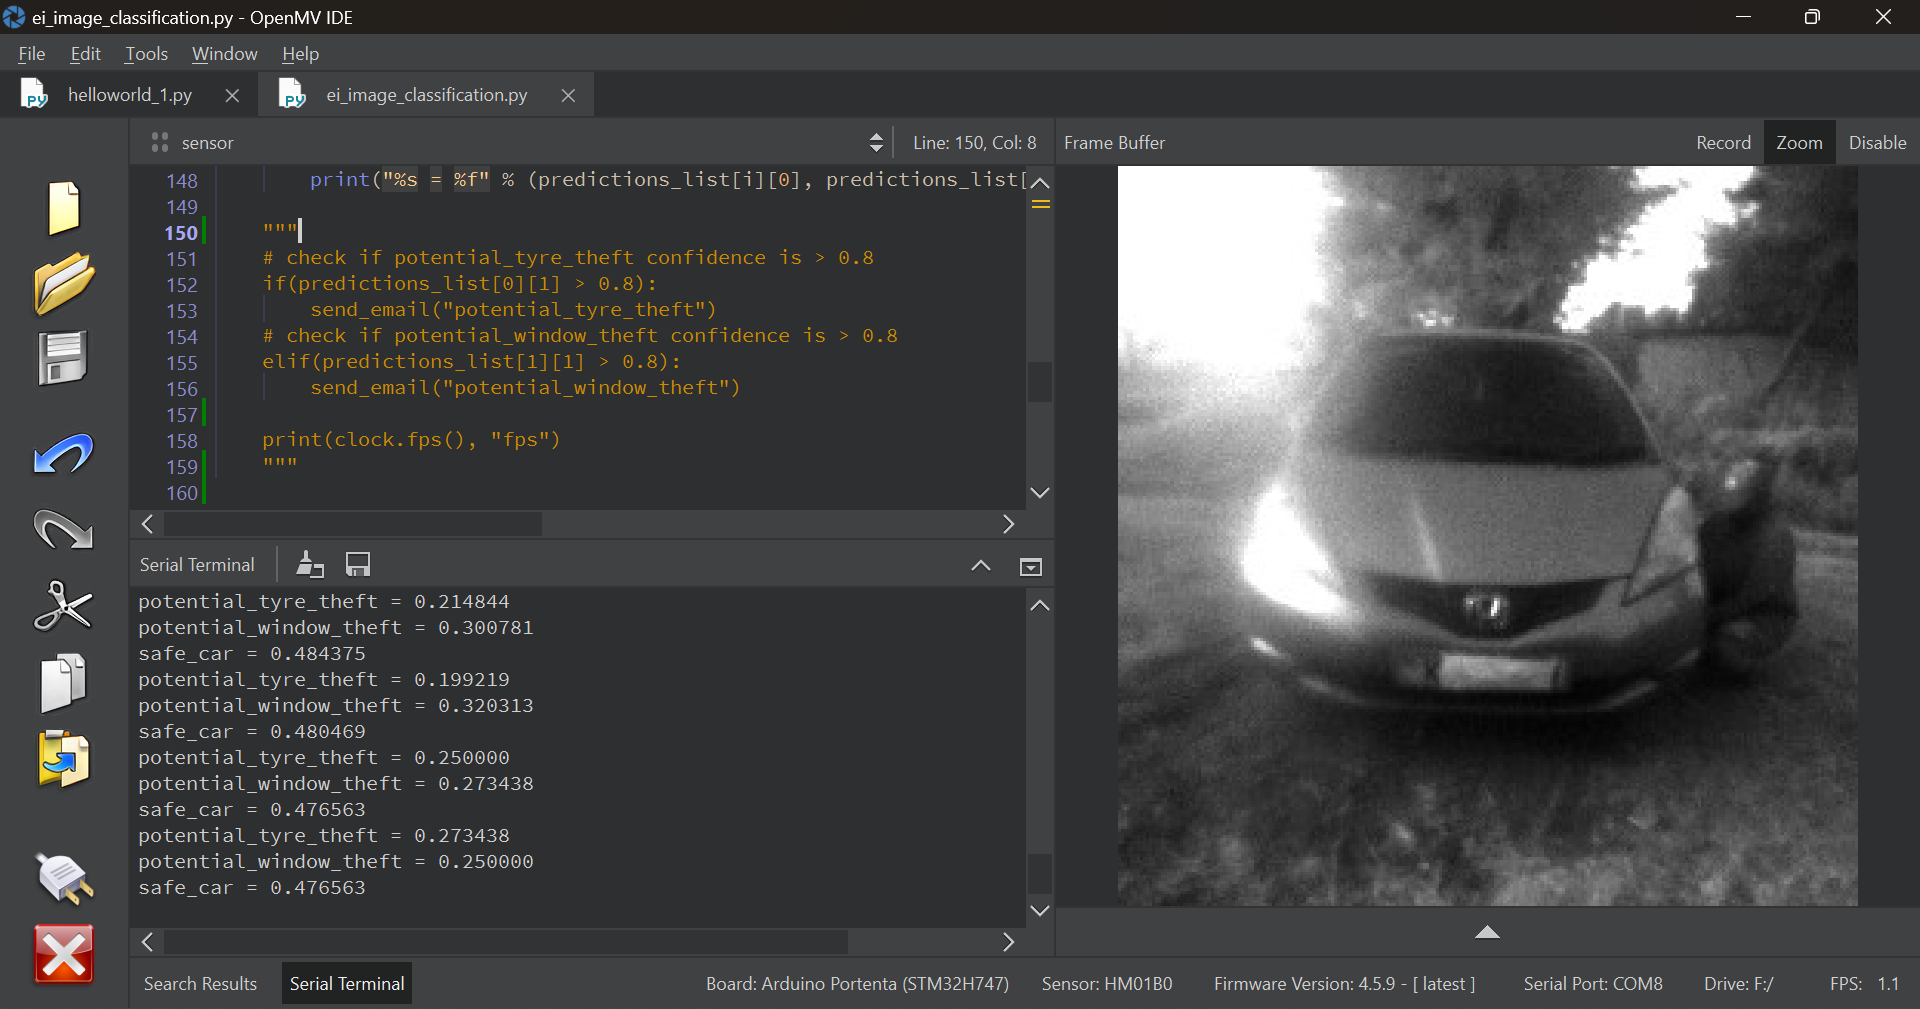 ei_image_classification.py - OpenMV IDE
File Edit Tools Window Help
helloworld_1.py ei_image_classification.py
sensor Line: 150, Col: 8 Frame Buffer Record Zoom Disable
148 print("%s = %f" % (predictions_list[i][0], predictions_list[
149
150 """
151 # check if potential_tyre_theft confidence is > 0.8
152 if(predictions_list[0][1] > 0.8):
153 send_email("potential_tyre_theft")
154 # check if potential_window_theft confidence is > 0.8
155 elif(predictions_list[1][1] > 0.8):
156 send_email("potential_window_theft")
157
158 print(clock.fps(), "fps")
159 """
160
Serial Terminal
potential_tyre_theft = 0.214844
potential_window_theft = 0.300781
safe_car = 0.484375
potential_tyre_theft = 0.199219
potential_window_theft = 0.320313
safe_car = 0.480469
potential_tyre_theft = 0.250000
potential_window_theft = 0.273438
safe_car = 0.476563
potential_tyre_theft = 0.273438
potential_window_theft = 0.250000
safe_car = 0.476563
Search Results Serial Terminal Board: Arduino Portenta (STM32H747) Sensor: HM01B0 Firmware Version: 4.5.9 - [ latest ] Serial Port: COM8 Drive: F:/ FPS: 1.1